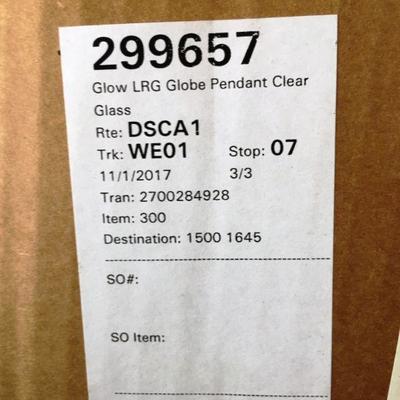 299657
Glow LRG Globe Pendant Clear
Glass
Rte: DSCA1
Trk: WE01 Stop: 07
11/1/2017 3/3
Tran: 2700284928
Item: 300
Destination: 1500 1645
SO#:
SO Item: